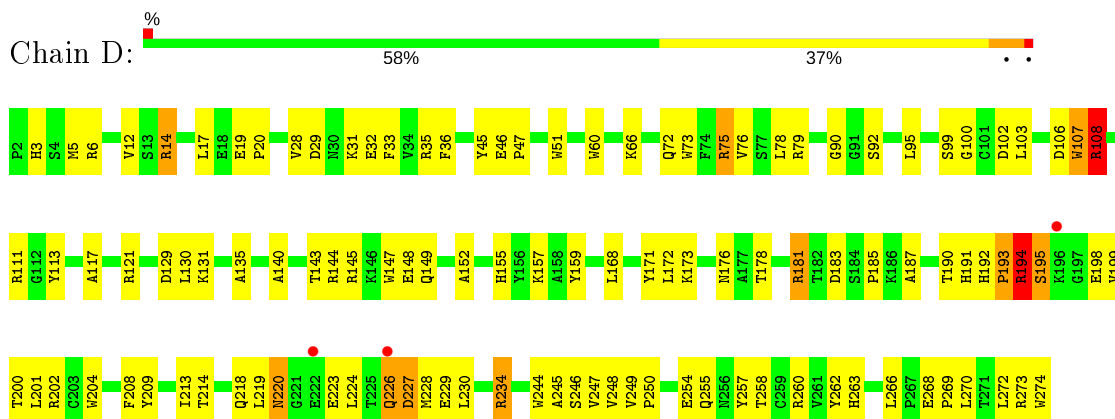 %
Chain D:
58% 37% • •
P2 H3 S4 M5 R6 V12 S13 R14 L17 E18 E19 P20 V28 D29 N30 K31 E32 F33 V34 R35 F36 Y45 E46 P47 W51 W60 K66 Q72 W73 F74 R75 V76 S77 L78 R79 G90 G91 S92 L95 S99 G100 C101 D102 L103 D106 W107 R108
R111 G112 Y113 A117 R121 D129 L130 K131 A135 A140 T143 R144 R145 K146 W147 E148 Q149 A152 H155 Y156 K157 A158 Y159 L168 Y171 L172 K173 N176 A177 T178 R181 T182 D183 S184 P185 K186 A187 T190 H191 H192 P193 R194 S195 K196 G197 E198 V199
T200 L201 R202 C203 W204 F208 Y209 L213 T214 Q218 L219 N220 G221 E222 E223 L224 T225 Q226 D227 M228 E229 L230 R234 W244 A245 S246 V247 V248 V249 P250 E254 Q255 N256 Y257 T258 C259 R260 V261 Y262 H263 L266 P267 E268 P269 L270 T271 L272 R273 W274